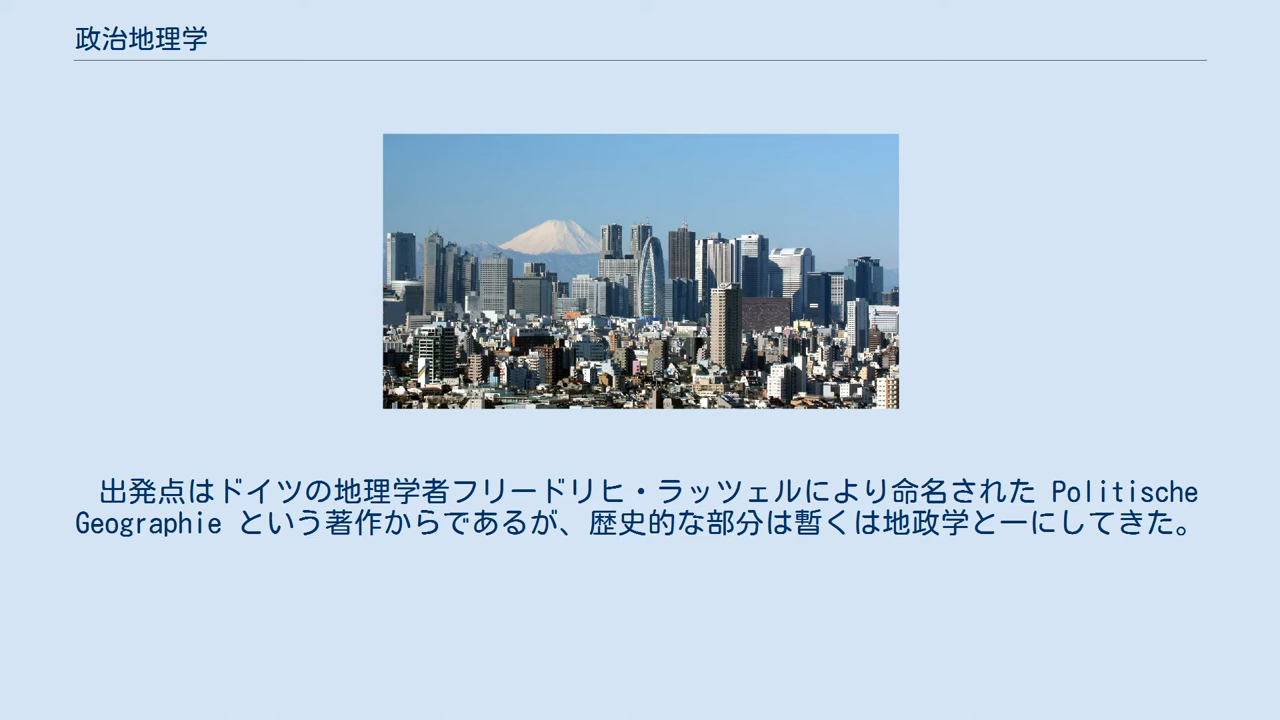 政治地理学
出発点はドイツの地理学者フリードリヒ・ラッツェルにより命名された Politische
Geographie という著作からであるが、歴史的な部分は暫くは地政学と一にしてきた。